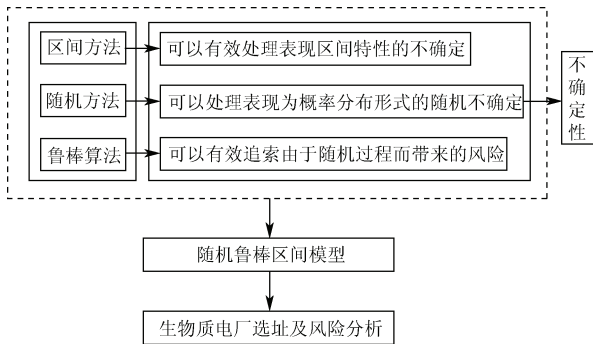 区间方法
可以有效处理表现区间特性的不确定
随机方法
可以处理表现为概率分布形式的随机不确定
不确定性
鲁棒算法
可以有效追索由于随机过程而带来的风险
随机鲁棒区间模型
生物质电厂选址及风险分析